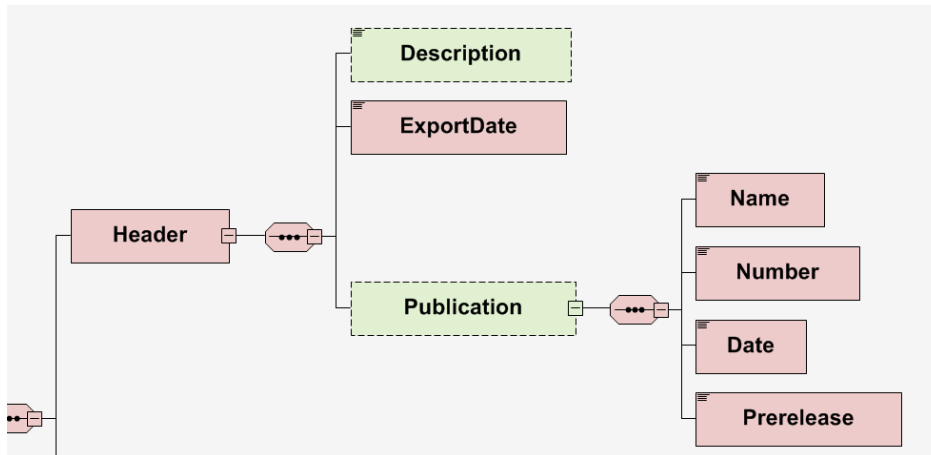 Description
ExportDate
Header
Publication
Name
Number
Date
Prerelease